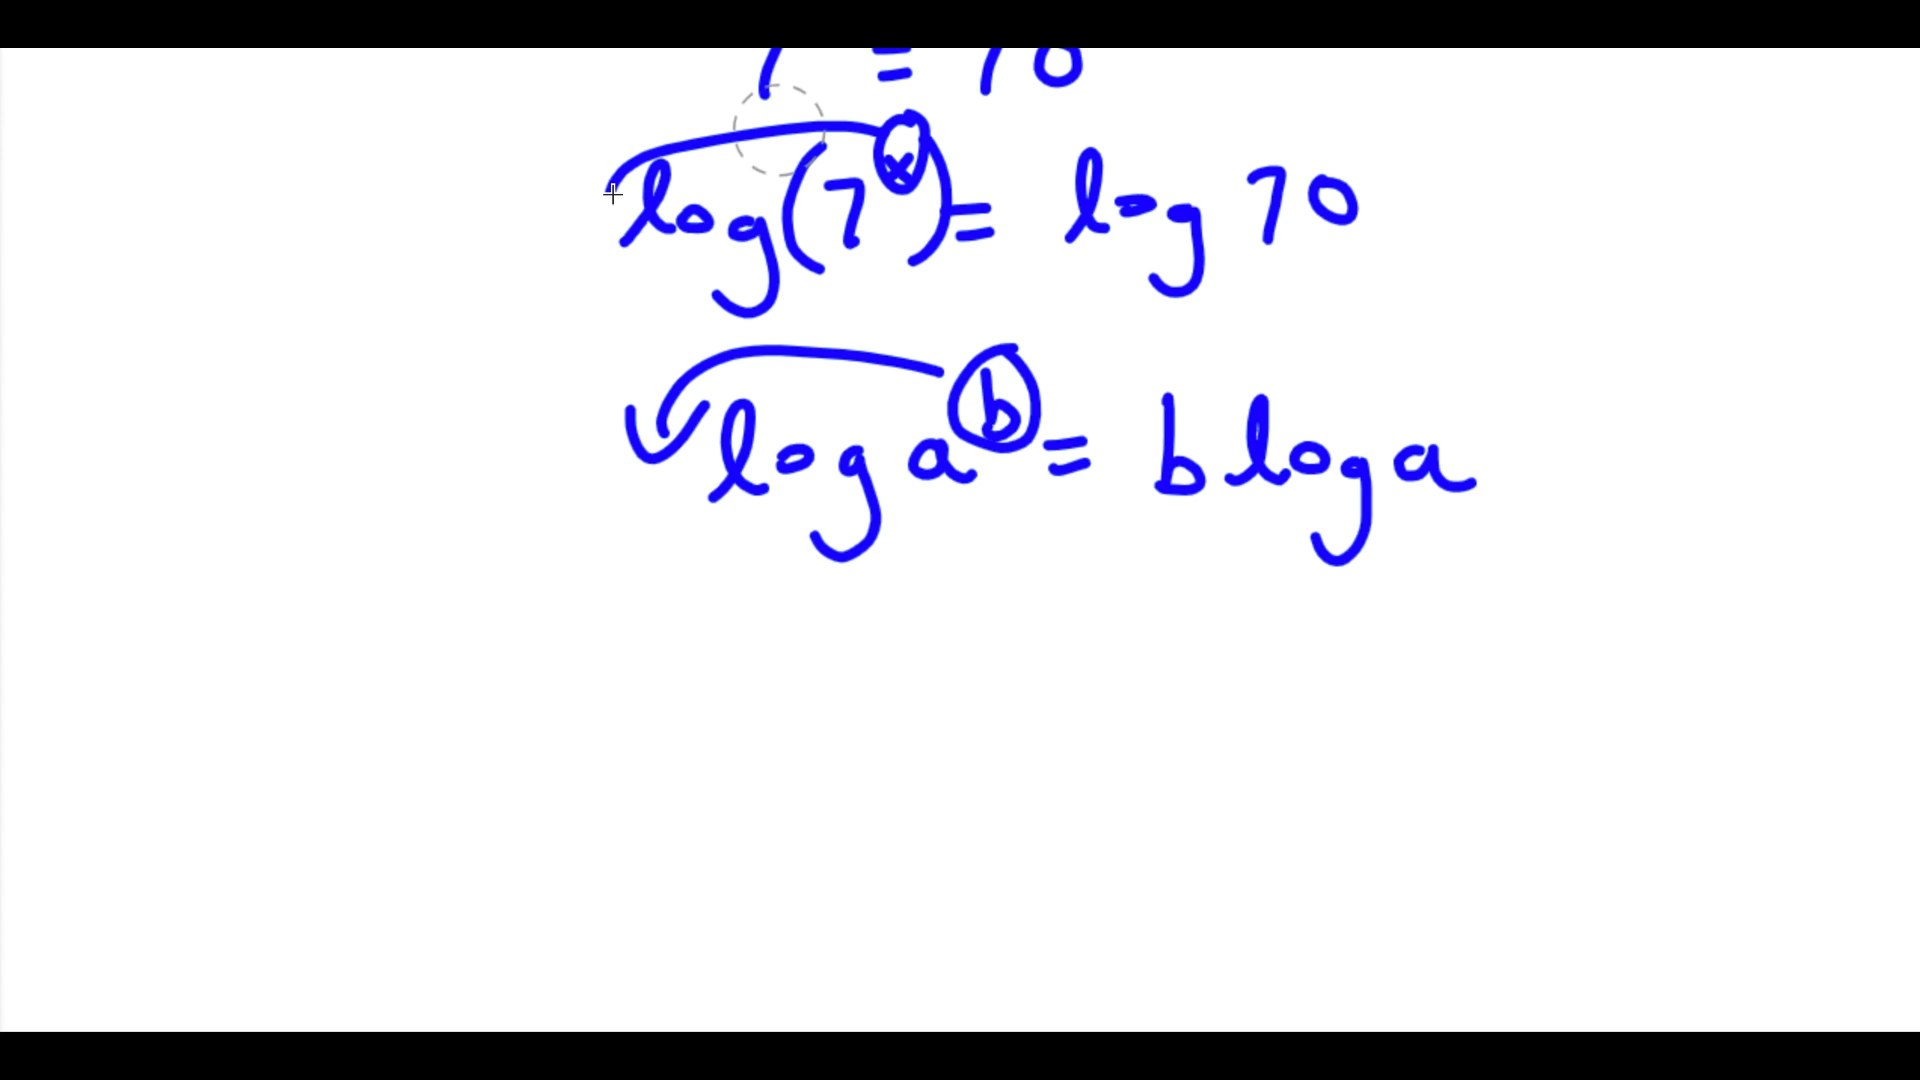 = 70
log(7^x) = log 70
log a^b = b log a